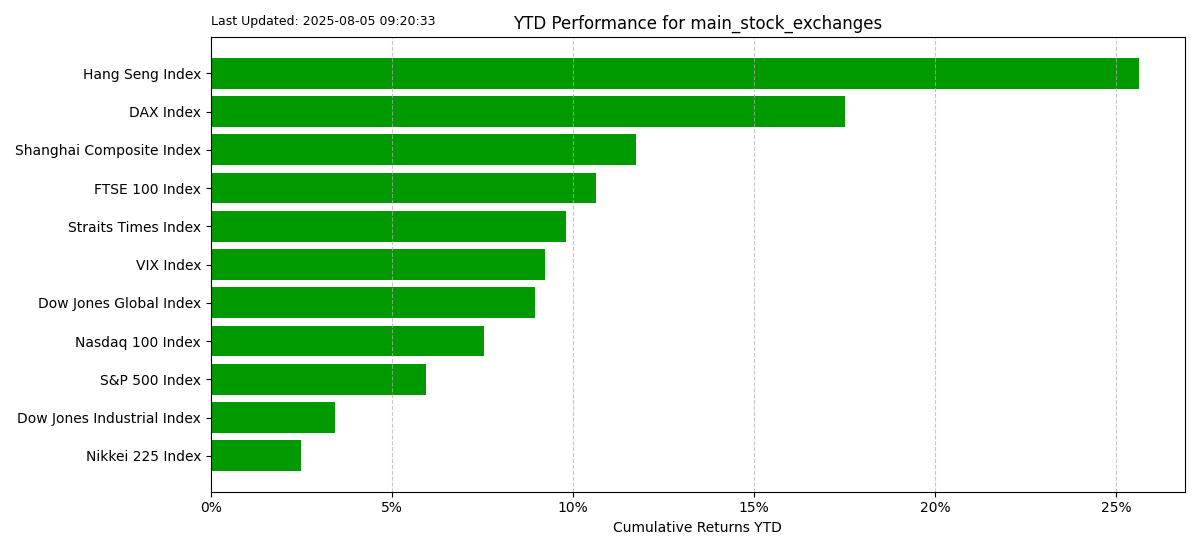 Last Updated: 2025-08-05 09:20:33
YTD Performance for main_stock_exchanges
Hang Seng Index
DAX Index
Shanghai Composite Index
FTSE 100 Index
Straits Times Index
VIX Index
Dow Jones Global Index
Nasdaq 100 Index
S&P 500 Index
Dow Jones Industrial Index
Nikkei 225 Index
0% 5% 10% 15% 20% 25%
Cumulative Returns YTD